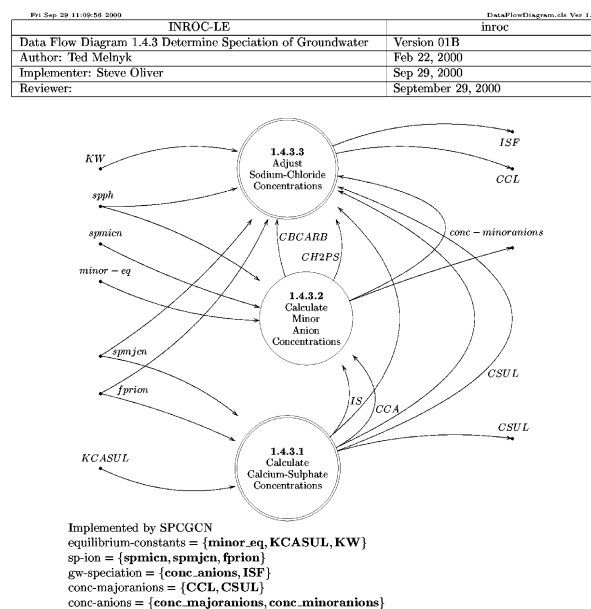 Fri Sep 29 11:09:56 2000 DataFlowDiagram.cls Ver 1.
INROC-LE inroc
Data Flow Diagram 1.4.3 Determine Speciation of Groundwater Version 01B
Author: Ted Melnyk Feb 22, 2000
Implementer: Steve Oliver Sep 29, 2000
Reviewer: September 29, 2000
KW
spph
spmicn
minor-eq
spmjcn
fprion
KCASUL
1.4.3.3
Adjust
Sodium-Chloride
Concentrations
CBCARB
CH2PS
1.4.3.2
Calculate
Minor
Anion
Concentrations
IS
CCA
1.4.3.1
Calculate
Calcium-Sulphate
Concentrations
ISF
CCL
conc-minoranions
CSUL
CSUL
Implemented by SPCGCN
equilibrium-constants = {minor_eq, KCASUL, KW}
sp-ion = {spmicn, spmjcn, fprion}
gw-speciation = {conc_anions, ISF}
conc-majoranions = {CCL, CSUL}
conc-anions = {conc_majoranions, conc_minoranions}